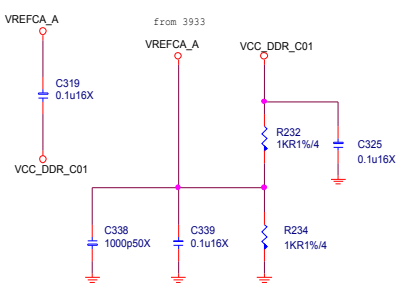 VREFCA_A
from 3933
VREFCA_A
VCC_DDR_C01
C319
0.1u16X
VCC_DDR_C01
R232
1KR1%/4
C325
0.1u16X
C338
1000p50X
C339
0.1u16X
R234
1KR1%/4